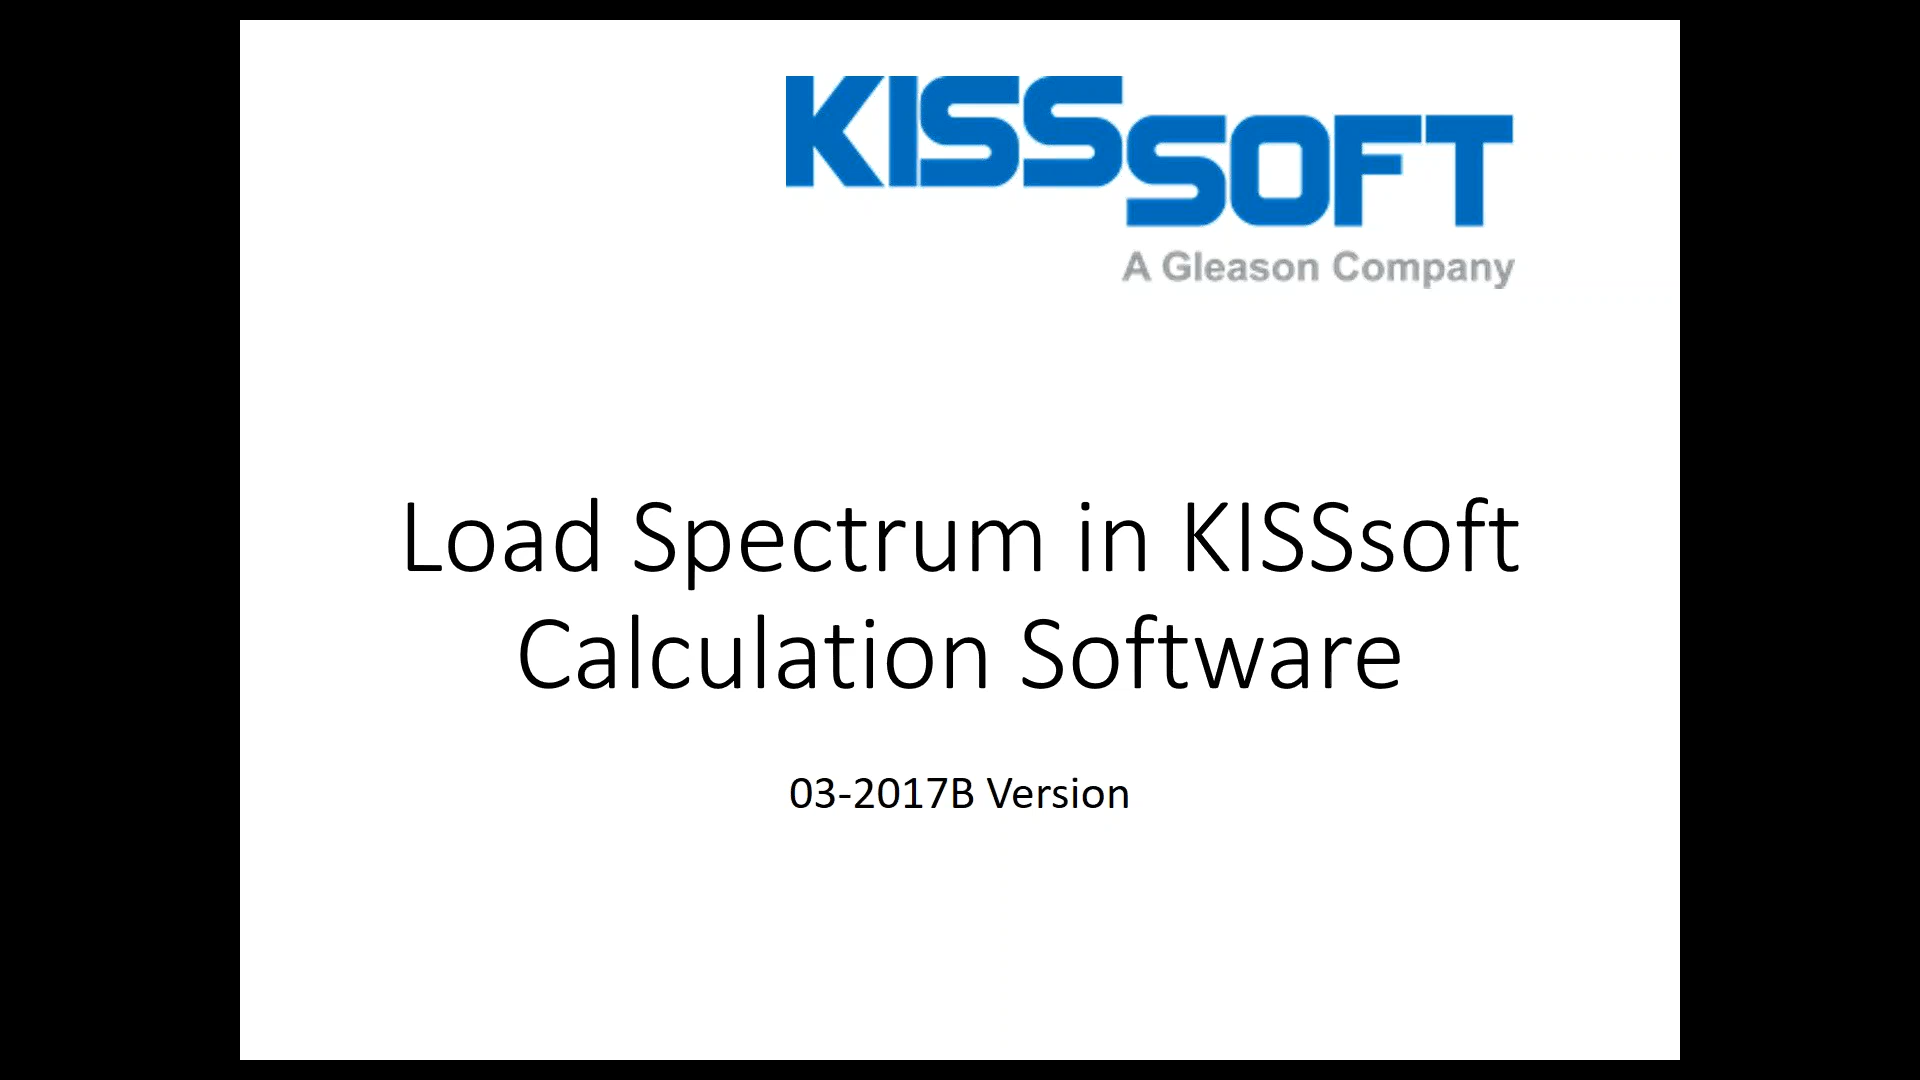 KISSSOFT
A Gleason Company
Load Spectrum in KISSsoft
Calculation Software
03-2017B Version